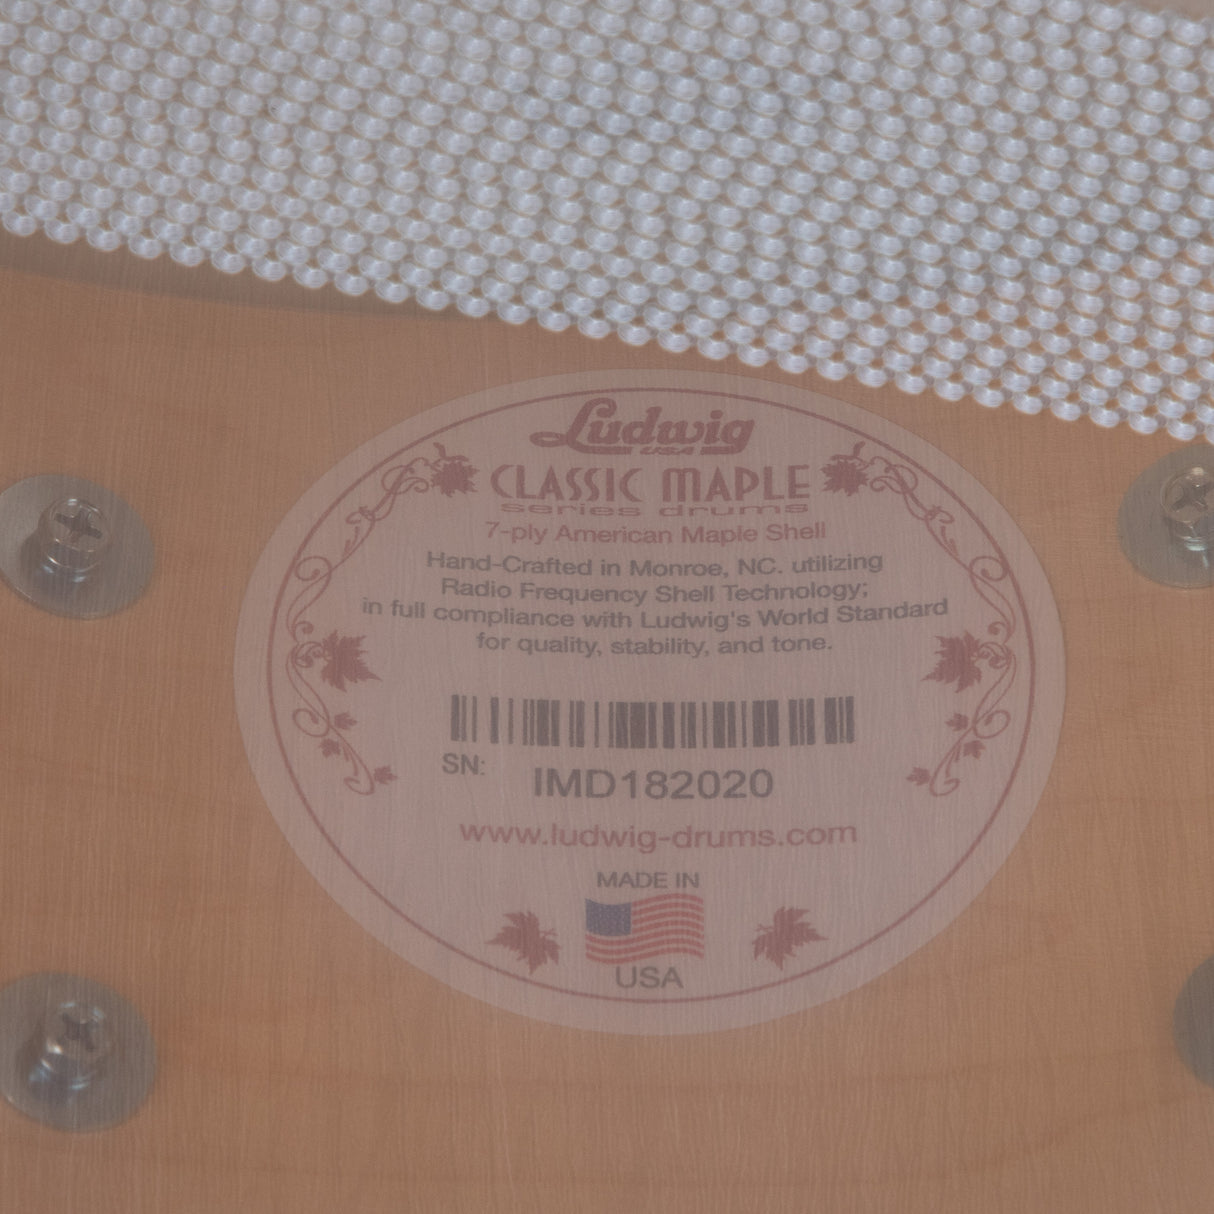 Ludwig
USA
CLASSIC MAPLE
series drums
7-ply American Maple Shell
Hand-Crafted in Monroe, NC. utilizing
Radio Frequency Shell Technology;
in full compliance with Ludwig's World Standard
for quality, stability, and tone.
SN: IMD182020
www.ludwig-drums.com
MADE IN
USA